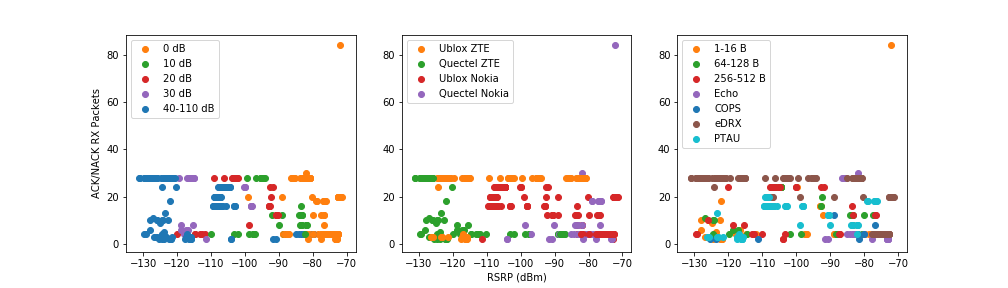 ACK/NACK RX Packets
80
60
40
20
0
0 dB
10 dB
20 dB
30 dB
40-110 dB
−130 −120 −110 −100 −90 −80 −70
80
60
40
20
0
Ublox ZTE
Quectel ZTE
Ublox Nokia
Quectel Nokia
−130 −120 −110 −100 −90 −80 −70
RSRP (dBm)
80
60
40
20
0
1-16 B
64-128 B
256-512 B
Echo
COPS
eDRX
PTAU
−130 −120 −110 −100 −90 −80 −70